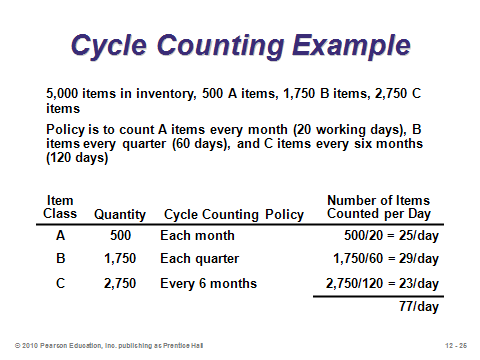 Cycle Counting Example
5,000 items in inventory, 500 A items, 1,750 B items, 2,750 C
items
Policy is to count A items every month (20 working days), B
items every quarter (60 days), and C items every six months
(120 days)
Item Class Quantity Cycle Counting Policy Number of Items Counted per Day
A 500 Each month 500/20 = 25/day
B 1,750 Each quarter 1,750/60 = 29/day
C 2,750 Every 6 months 2,750/120 = 23/day
77/day
© 2010 Pearson Education, Inc. publishing as Prentice Hall 12 - 25